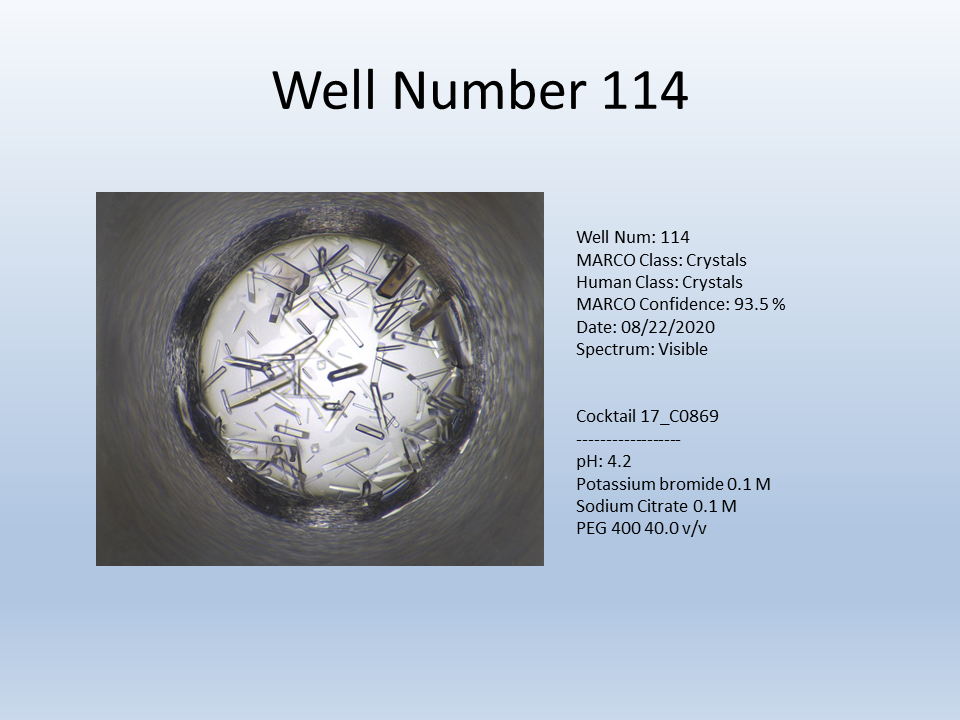 Well Number 114
Well Num: 114
MARCO Class: Crystals
Human Class: Crystals
MARCO Confidence: 93.5 %
Date: 08/22/2020
Spectrum: Visible
Cocktail 17_C0869
------------------
pH: 4.2
Potassium bromide 0.1 M
Sodium Citrate 0.1 M
PEG 400 40.0 v/v